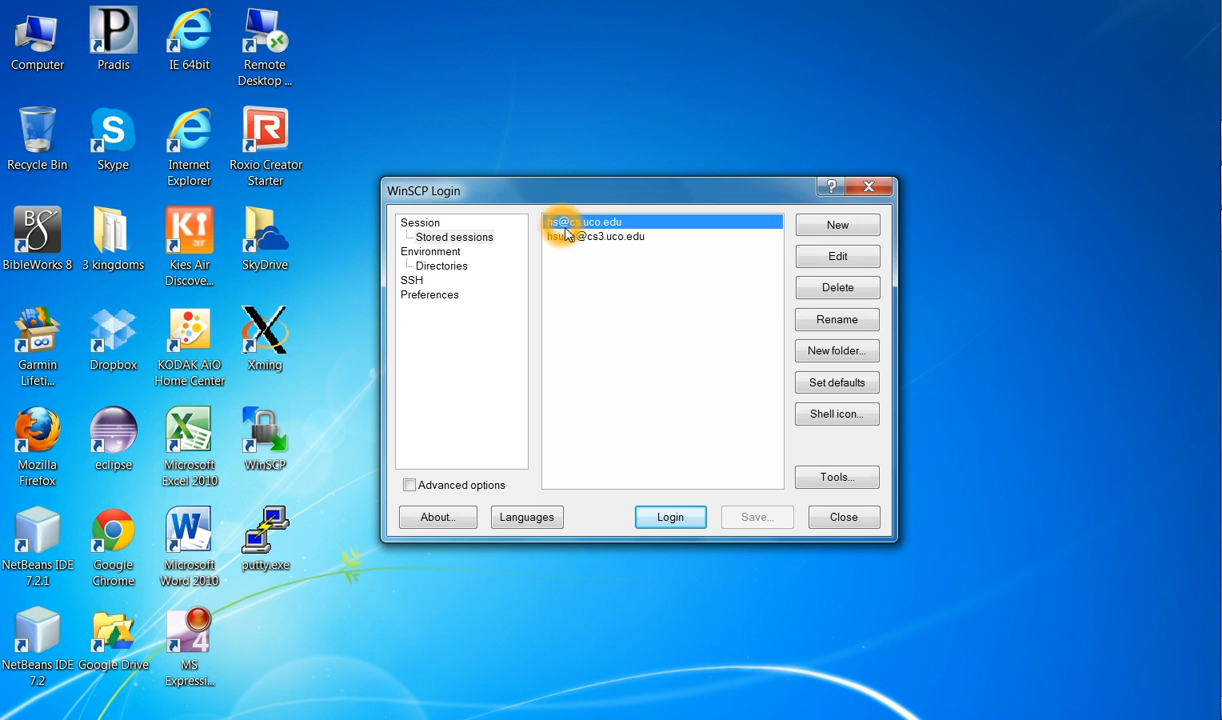 Computer
Pradis
IE 64bit
Remote
Desktop ...
Recycle Bin
Skype
Internet
Explorer
Roxio Creator
Starter
BibleWorks 8
3 kingdoms
Kies Air
Discove...
SkyDrive
Garmin
Lifeti...
Dropbox
KODAK AiO
Home Center
Xming
Mozilla
Firefox
eclipse
Microsoft
Excel 2010
WinSCP
NetBeans IDE
7.2.1
Google
Chrome
Microsoft
Word 2010
putty.exe
NetBeans IDE
7.2
Google Drive
MS
Expressi...
WinSCP Login
Session
Stored sessions
Environment
Directories
SSH
Preferences
Advanced options
hs@cs.uco.edu
@cs3.uco.edu
New
Edit
Delete
Rename
New folder...
Set defaults
Shell icon...
Tools...
About...
Languages
Login
Save...
Close